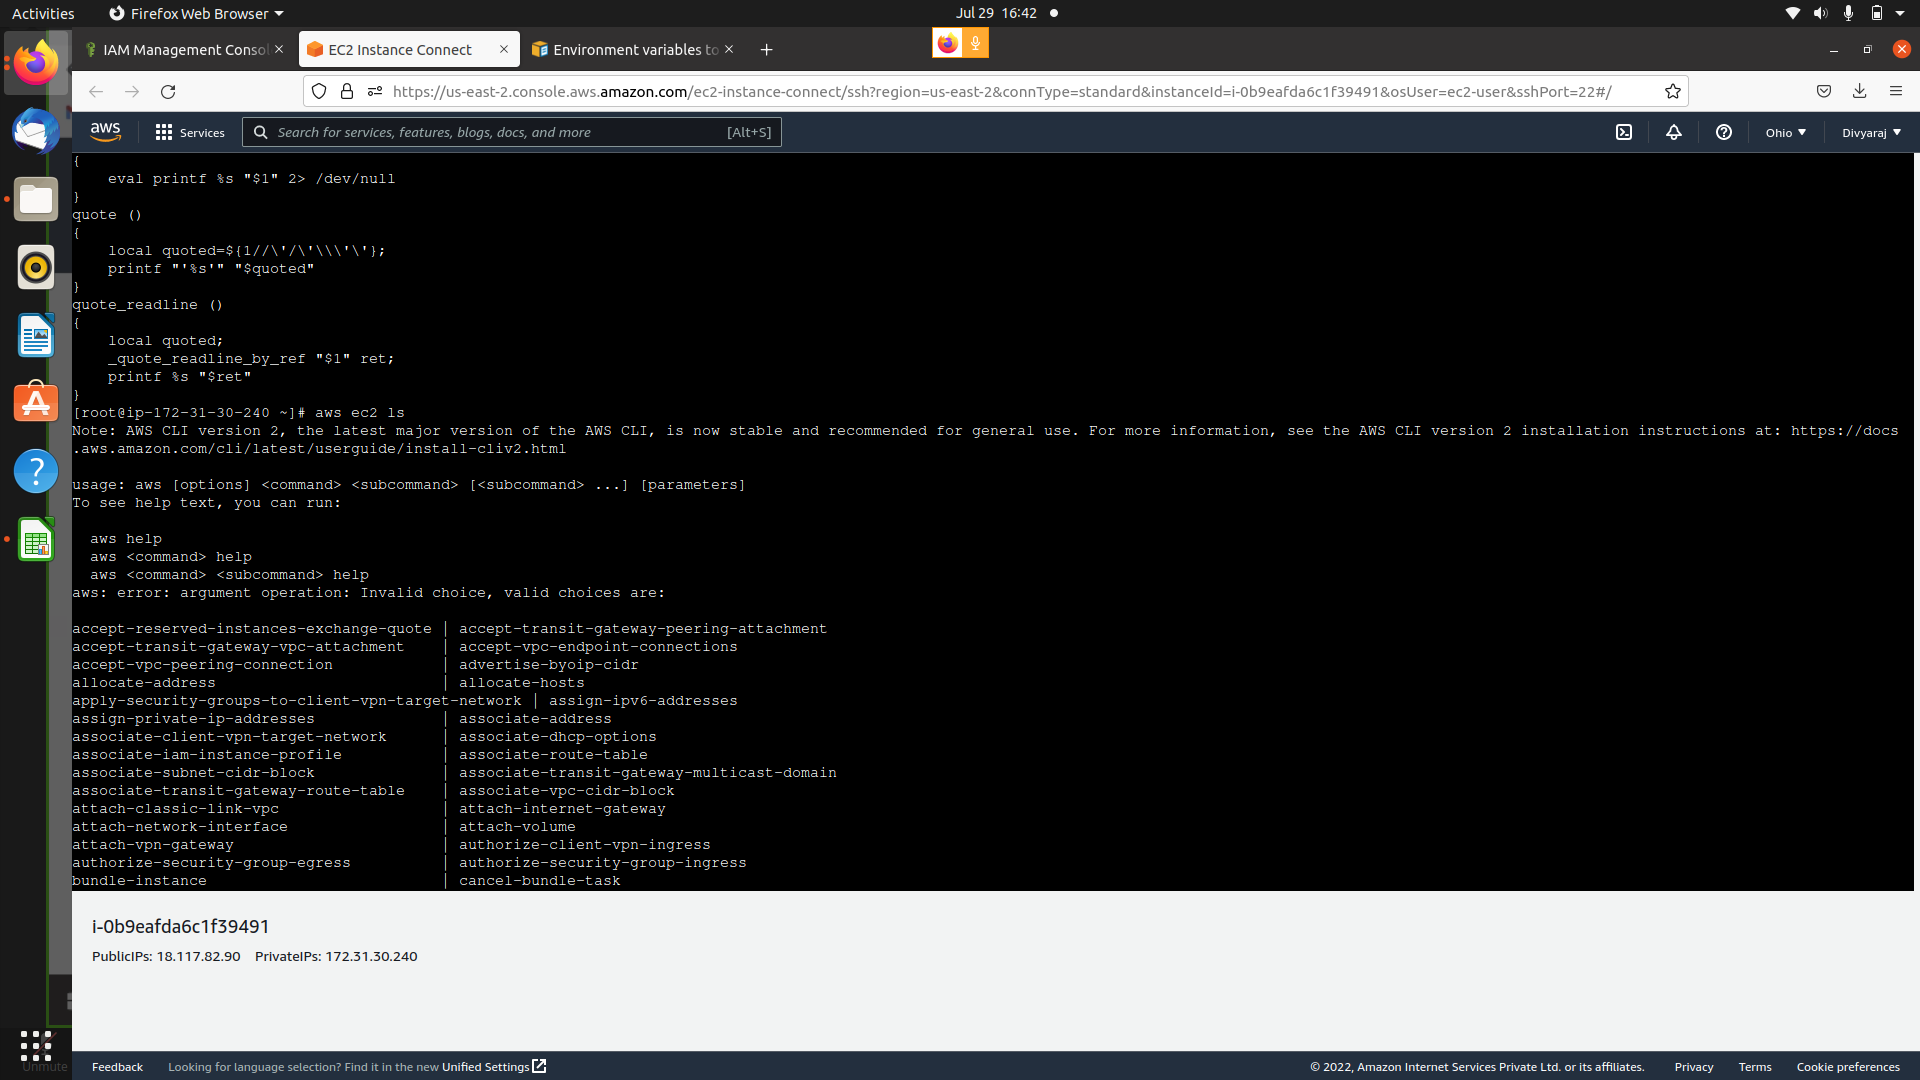 Activities
Firefox Web Browser
Jul 29 16:42
IAM Management Consol
EC2 Instance Connect
Environment variables to
https://us-east-2.console.aws.amazon.com/ec2-instance-connect/ssh?region=us-east-2&connType=standard&instanceId=i-0b9eafda6c1f39491&osUser=ec2-user&sshPort=22#/
aws
Services
Search for services, features, blogs, docs, and more
[Alt+S]
Ohio
Divyaraj
{
    eval printf %s "$1" 2> /dev/null
}
quote ()
{
    local quoted=${1//\'/\'\\\'\'};
    printf "'%s'" "$quoted"
}
quote_readline ()
{
    local quoted;
    _quote_readline_by_ref "$1" ret;
    printf %s "$ret"
}
[root@ip-172-31-30-240 ~]# aws ec2 ls
Note: AWS CLI version 2, the latest major version of the AWS CLI, is now stable and recommended for general use. For more information, see the AWS CLI version 2 installation instructions at: https://docs
.aws.amazon.com/cli/latest/userguide/install-cliv2.html
usage: aws [options] <command> <subcommand> [<subcommand> ...] [parameters]
To see help text, you can run:
  aws help
  aws <command> help
  aws <command> <subcommand> help
aws: error: argument operation: Invalid choice, valid choices are:
accept-reserved-instances-exchange-quote | accept-transit-gateway-peering-attachment
accept-transit-gateway-vpc-attachment    | accept-vpc-endpoint-connections
accept-vpc-peering-connection            | advertise-byoip-cidr
allocate-address                         | allocate-hosts
apply-security-groups-to-client-vpn-target-network | assign-ipv6-addresses
assign-private-ip-addresses              | associate-address
associate-client-vpn-target-network      | associate-dhcp-options
associate-iam-instance-profile           | associate-route-table
associate-subnet-cidr-block              | associate-transit-gateway-multicast-domain
associate-transit-gateway-route-table    | associate-vpc-cidr-block
attach-classic-link-vpc                  | attach-internet-gateway
attach-network-interface                 | attach-volume
attach-vpn-gateway                       | authorize-client-vpn-ingress
authorize-security-group-egress          | authorize-security-group-ingress
bundle-instance                          | cancel-bundle-task
i-0b9eafda6c1f39491
PublicIPs: 18.117.82.90 PrivateIPs: 172.31.30.240
Unmute
Feedback
Looking for language selection? Find it in the new Unified Settings
© 2022, Amazon Internet Services Private Ltd. or its affiliates.
Privacy
Terms
Cookie preferences